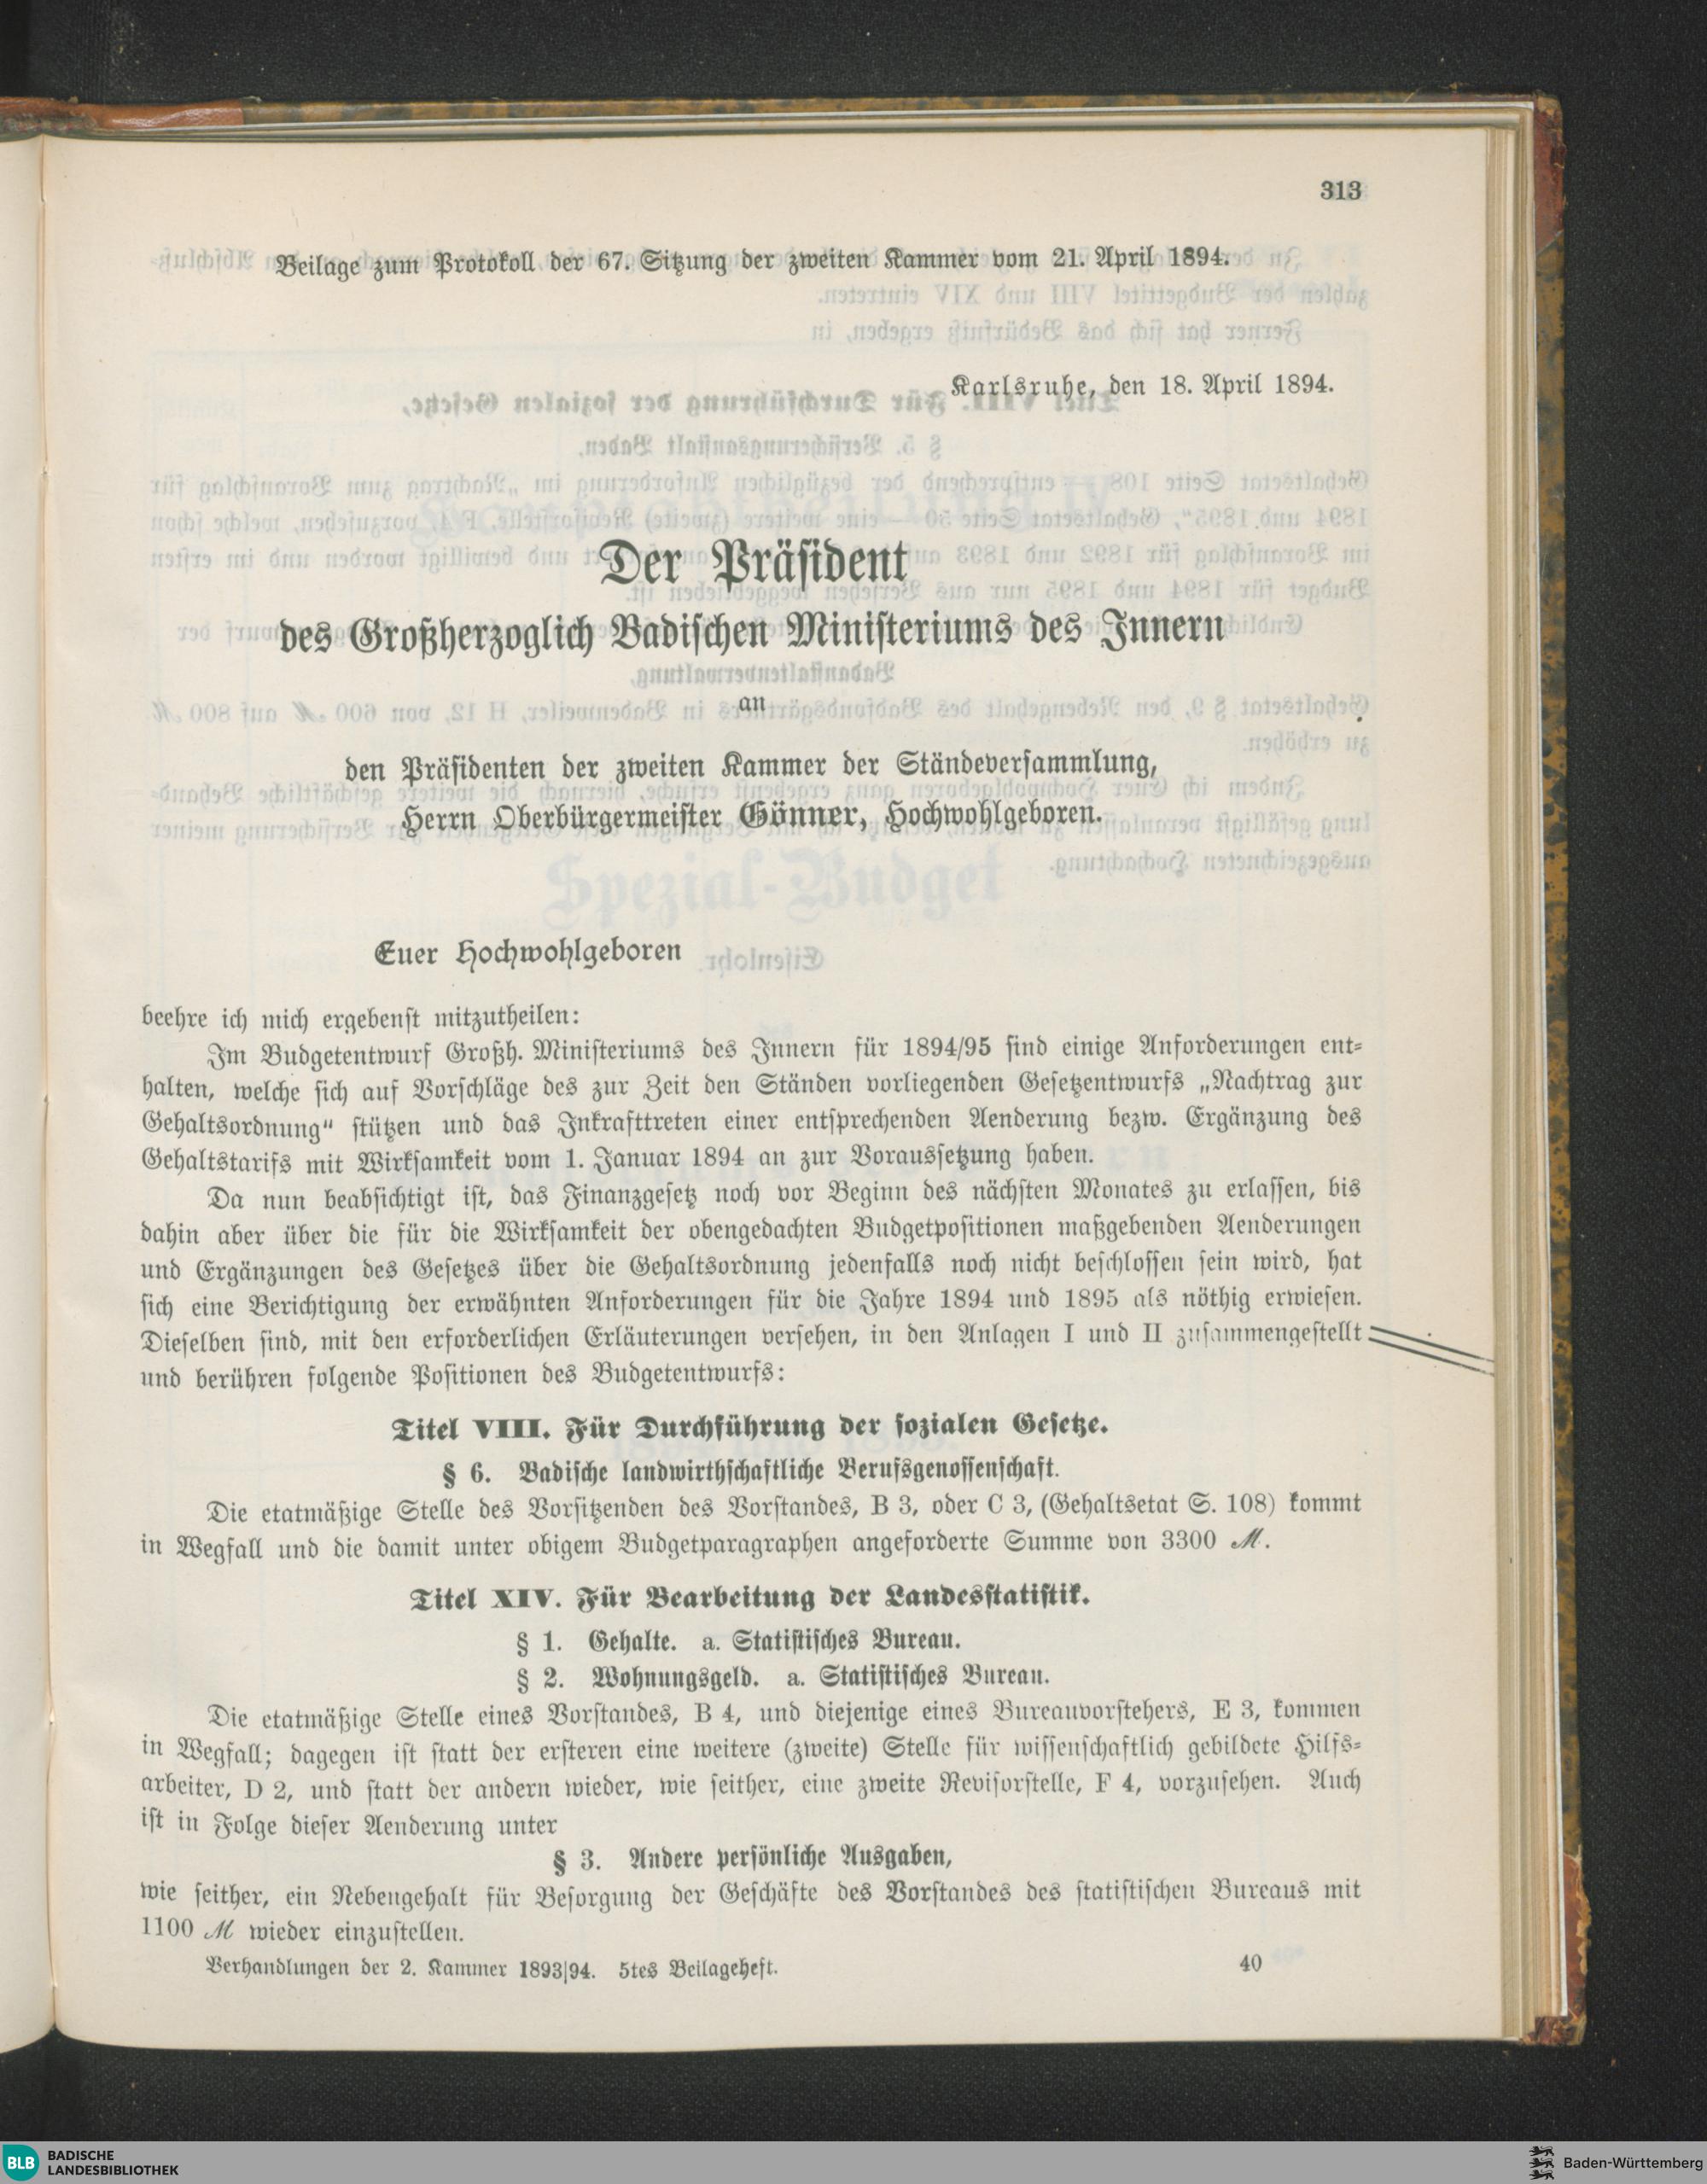 313
Beilage zum Protokoll der 67. Sitzung der zweiten Kammer vom 21. April 1894.
Karlsruhe, den 18. April 1894.
Der Präsident
des Großherzoglich Badischen Ministeriums des Innern
an
den Präsidenten der zweiten Kammer der Ständeversammlung,
Herrn Oberbürgermeister Gönner, Hochwohlgeboren.
Euer Hochwohlgeboren
beehre ich mich ergebenst mitzutheilen:
Im Budgetentwurf Großh. Ministeriums des Innern für 1894/95 sind einige Anforderungen ent-
halten, welche sich auf Vorschläge des zur Zeit den Ständen vorliegenden Gesetzentwurfs „Nachtrag zur
Gehaltsordnung“ stützen und das Inkrafttreten einer entsprechenden Aenderung bezw. Ergänzung des
Gehaltstarifs mit Wirksamkeit vom 1. Januar 1894 an zur Voraussetzung haben.
Da nun beabsichtigt ist, das Finanzgesetz noch vor Beginn des nächsten Monates zu erlassen, bis
dahin aber über die für die Wirksamkeit der obengedachten Budgetpositionen maßgebenden Aenderungen
und Ergänzungen des Gesetzes über die Gehaltsordnung jedenfalls noch nicht beschlossen sein wird, hat
sich eine Berichtigung der erwähnten Anforderungen für die Jahre 1894 und 1895 als nöthig erwiesen.
Dieselben sind, mit den erforderlichen Erläuterungen versehen, in den Anlagen I und II zusammengestellt
und berühren folgende Positionen des Budgetentwurfs:
Titel VIII. Für Durchführung der sozialen Gesetze.
§ 6. Badische landwirthschaftliche Berufsgenossenschaft.
Die etatmäßige Stelle des Vorsitzenden des Vorstandes, B 3, oder C 3, (Gehaltsetat S. 108) kommt
in Wegfall und die damit unter obigem Budgetparagraphen angeforderte Summe von 3300 ℳ.
Titel XIV. Für Bearbeitung der Landesstatistik.
§ 1. Gehalte. a. Statistisches Bureau.
§ 2. Wohnungsgeld. a. Statistisches Bureau.
Die etatmäßige Stelle eines Vorstandes, B 4, und diejenige eines Bureauvorstehers, E 3, kommen
in Wegfall; dagegen ist statt der ersteren eine weitere (zweite) Stelle für wissenschaftlich gebildete Hilfs-
arbeiter, D 2, und statt der andern wieder, wie seither, eine zweite Revisorstelle, F 4, vorzusehen. Auch
ist in Folge dieser Aenderung unter
§ 3. Andere persönliche Ausgaben,
wie seither, ein Nebengehalt für Besorgung der Geschäfte des Vorstandes des statistischen Bureaus mit
1100 ℳ wieder einzustellen.
Verhandlungen der 2. Kammer 1893|94. 5tes Beilageheft. 40
BLB BADISCHE
LANDESBIBLIOTHEK
Baden-Württemberg